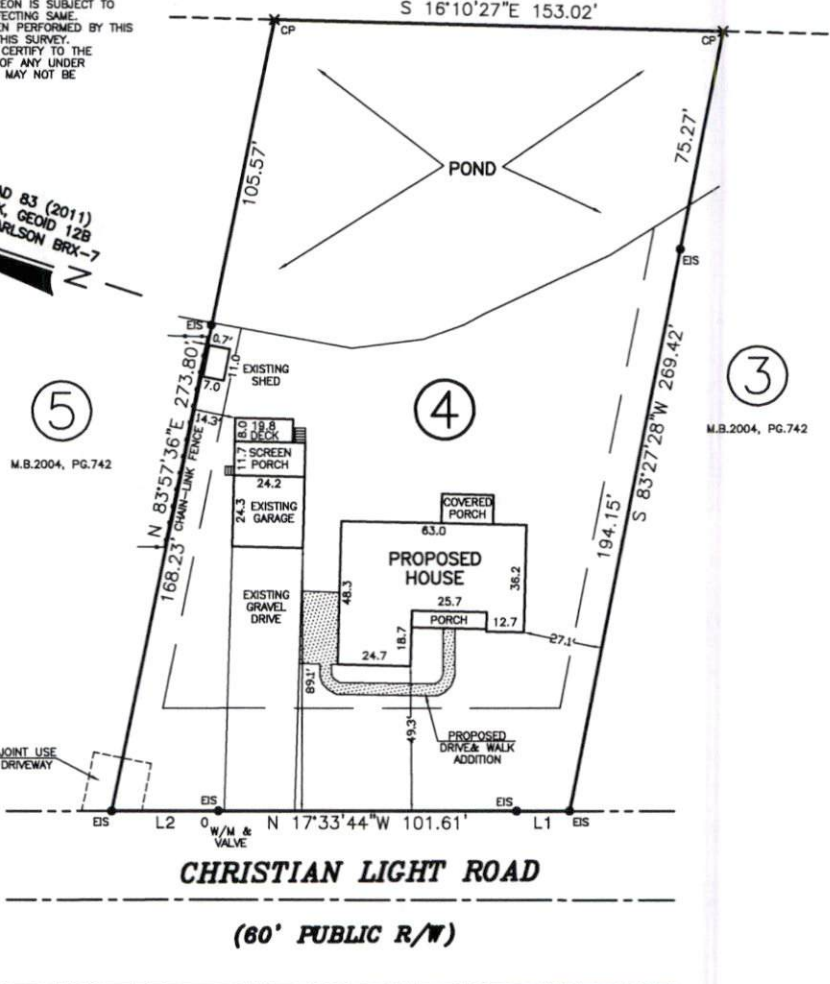 EON IS SUBJECT TO
FECTING SAME.
EN PERFORMED BY THIS
HIS SURVEY.
CERTIFY TO THE
OF ANY UNDER
MAY NOT BE
S 16°10'27"E 153.02'
CP
CP
105.57'
75.27'
POND
AD 83 (2011)
K, GEOID 12B
ARLSON BRX-7
N
EIS
EIS
0.7'
11.0
7.0
EXISTING
SHED
5
M.B.2004, PG.742
4
3
M.B.2004, PG.742
N 83°57'36"E 273.80'
168.23'
CHAIN-LINK FENCE
14.3'
8.0
19.8
DECK
11.7
SCREEN
PORCH
24.2
24.3
EXISTING
GARAGE
S 83°27'28"W 269.42'
194.15'
COVERED
PORCH
63.0
PROPOSED
HOUSE
48.3
36.2
25.7
PORCH
12.7
18.7
24.7
27.1'
EXISTING
GRAVEL
DRIVE
89.1'
49.3'
PROPOSED
DRIVE& WALK
ADDITION
JOINT USE
DRIVEWAY
EIS
L2
EIS
O
W/M &
VALVE
N 17°33'44"W 101.61'
EIS
L1
EIS
CHRISTIAN LIGHT ROAD
(60' PUBLIC R/W)